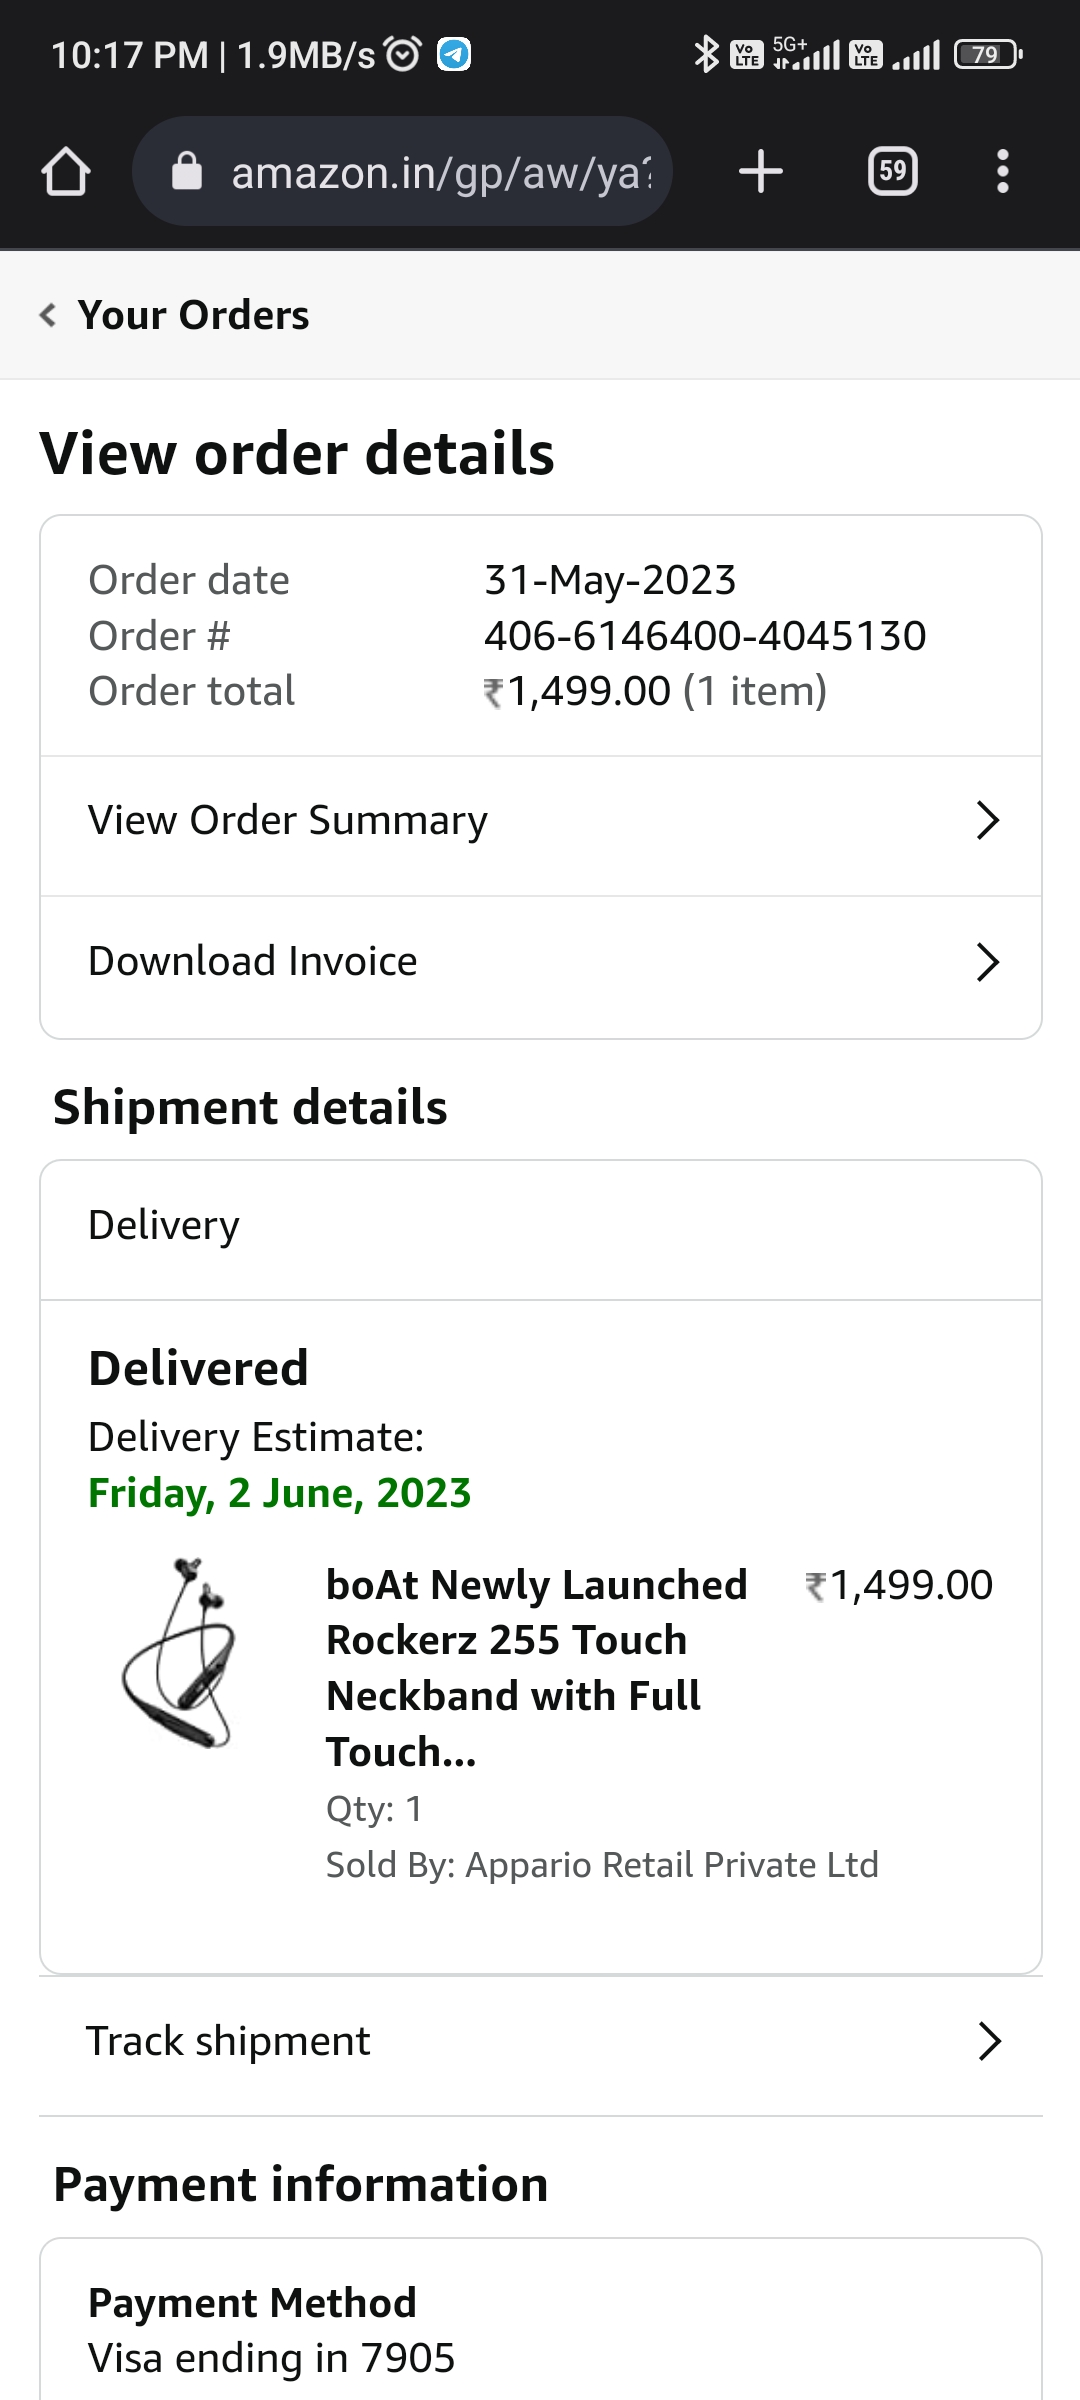 10:17 PM | 1.9MB/s Vo LTE 5G+ Vo LTE 79
amazon.in/gp/aw/ya? 59
Your Orders
View order details
Order date 31-May-2023
Order # 406-6146400-4045130
Order total ₹1,499.00 (1 item)
View Order Summary
Download Invoice
Shipment details
Delivery
Delivered
Delivery Estimate:
Friday, 2 June, 2023
boAt Newly Launched ₹1,499.00
Rockerz 255 Touch
Neckband with Full
Touch...
Qty: 1
Sold By: Appario Retail Private Ltd
Track shipment
Payment information
Payment Method
Visa ending in 7905